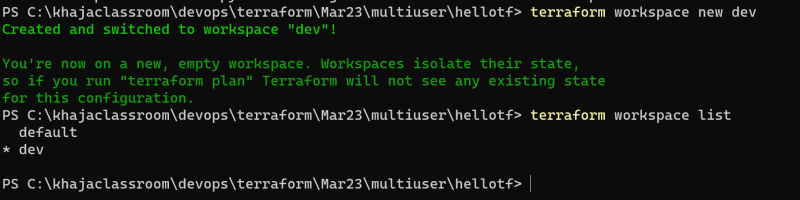 PS C:\khajaclassroom\devops\terraform\Mar23\multiuser\hellotf> terraform workspace new dev
Created and switched to workspace "dev"!
You're now on a new, empty workspace. Workspaces isolate their state,
so if you run "terraform plan" Terraform will not see any existing state
for this configuration.
PS C:\khajaclassroom\devops\terraform\Mar23\multiuser\hellotf> terraform workspace list
  default
* dev
PS C:\khajaclassroom\devops\terraform\Mar23\multiuser\hellotf>